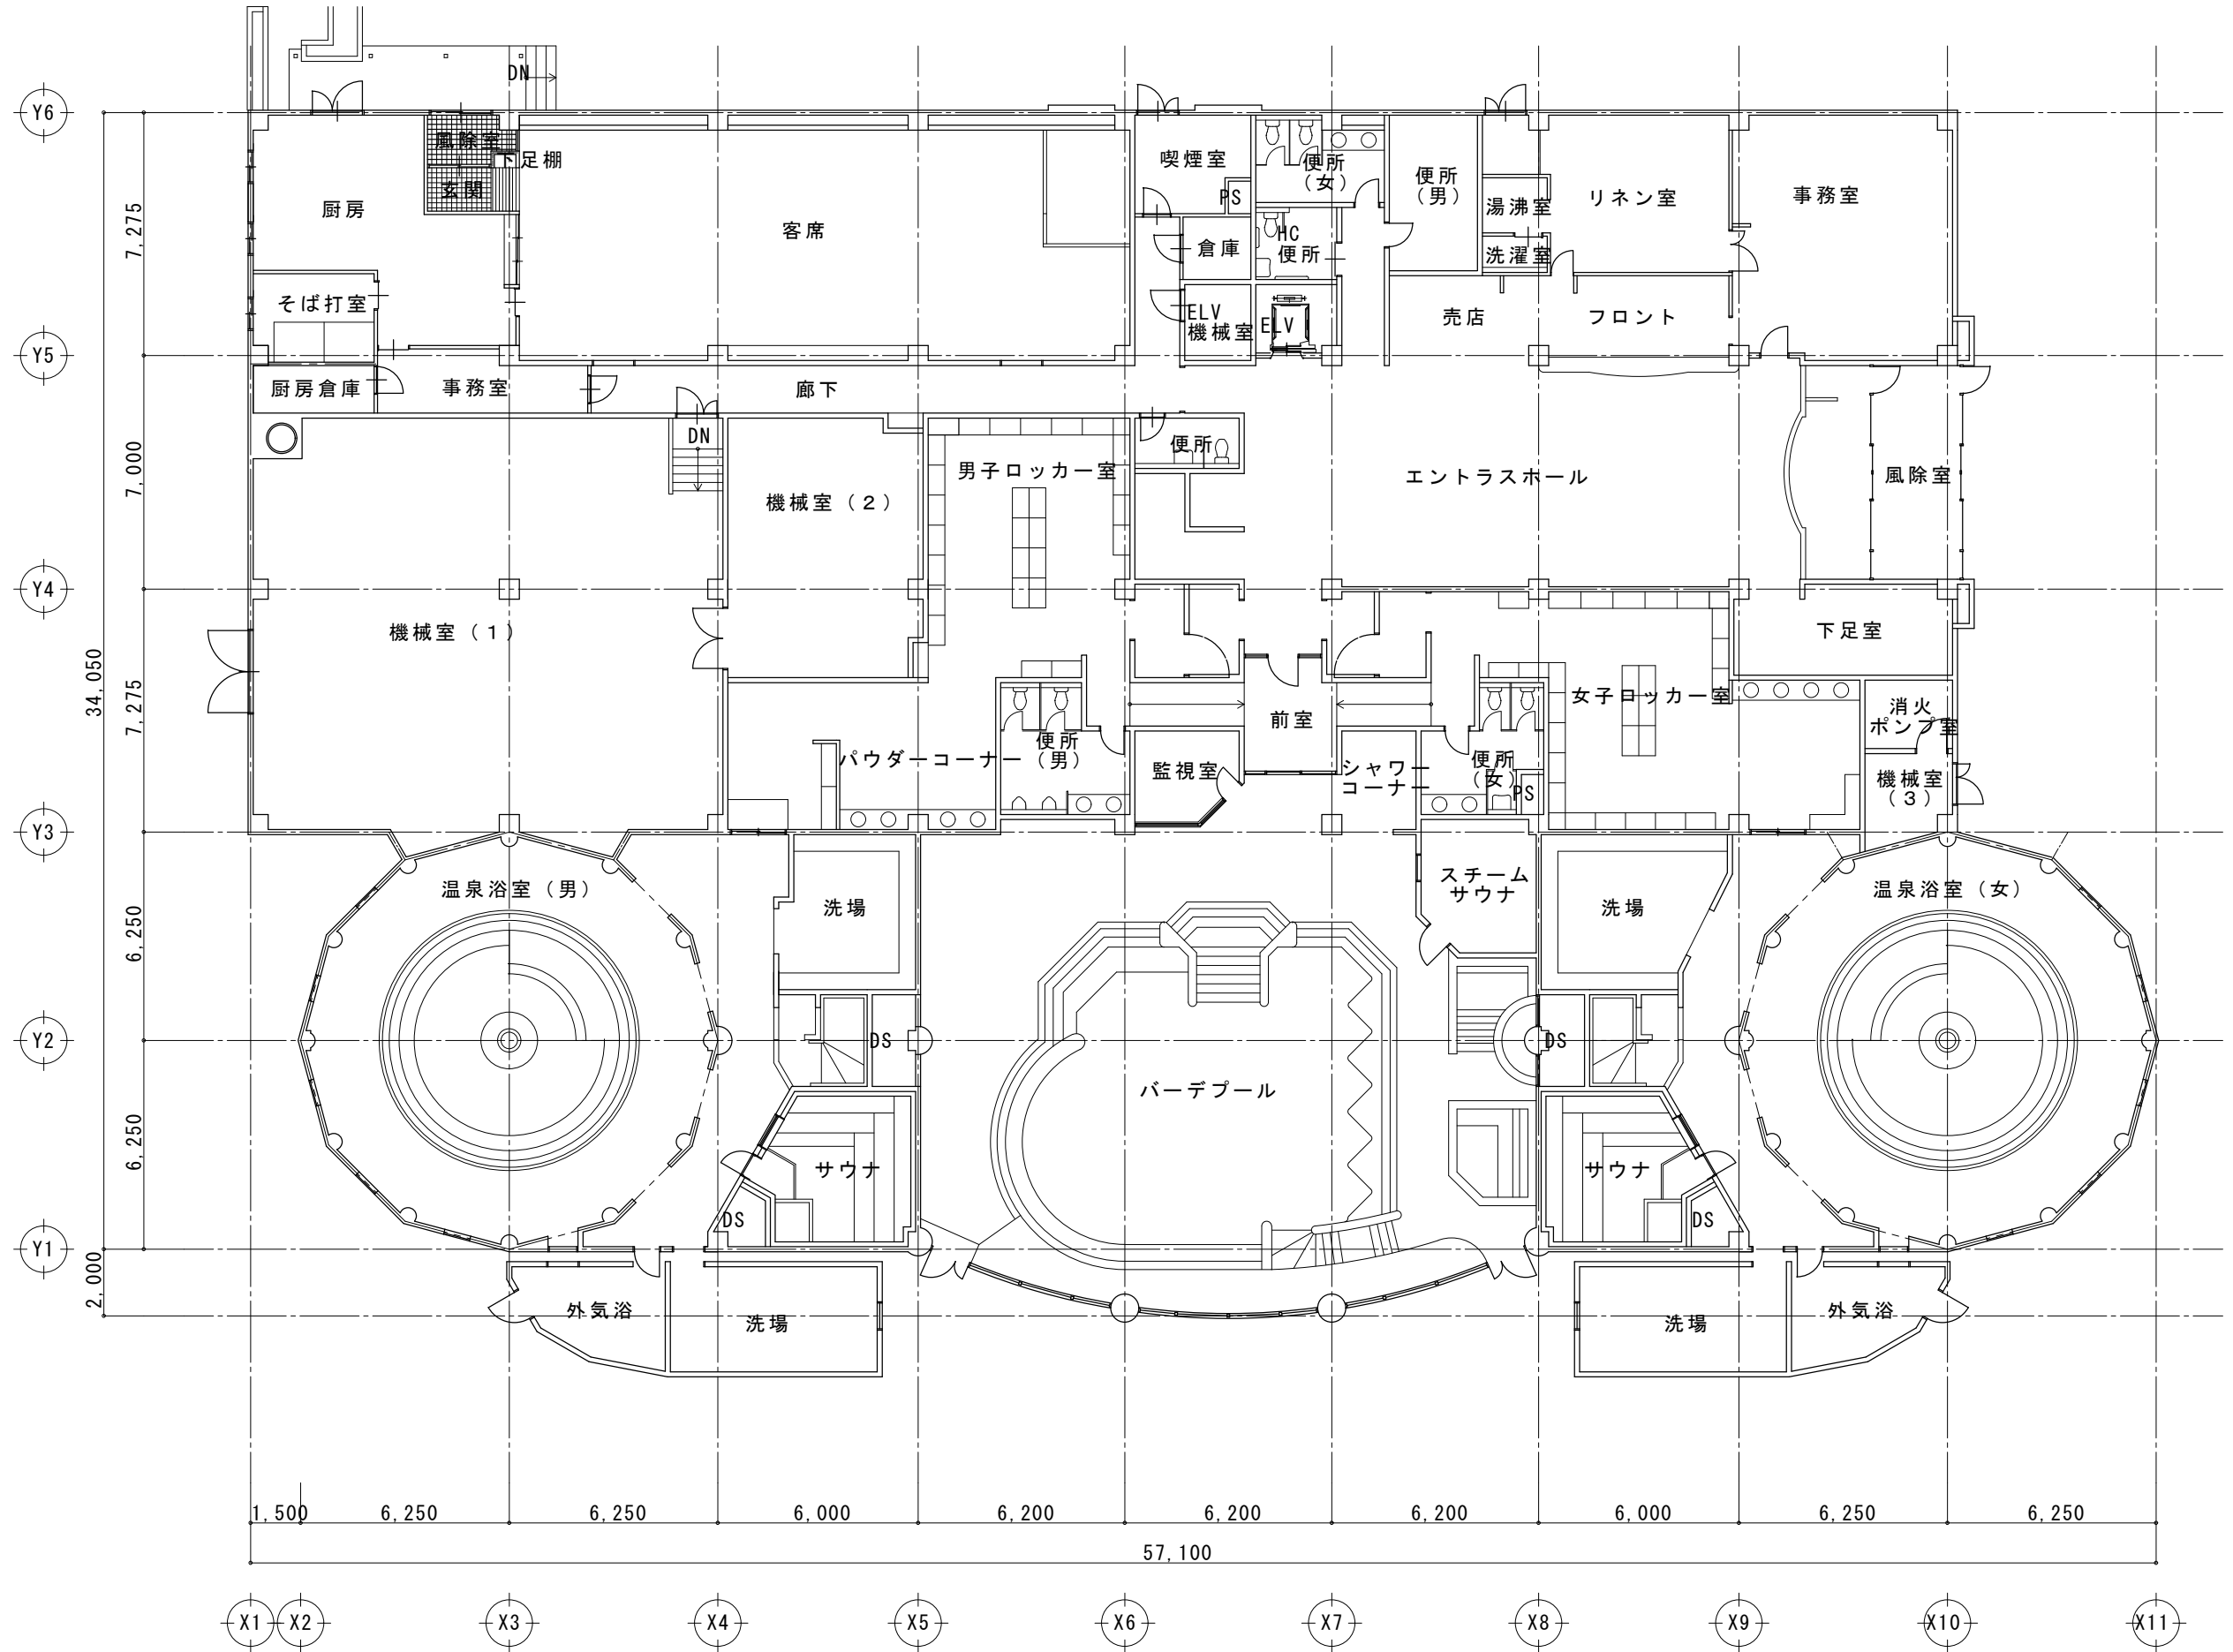 DN
Y6
風除室
下足棚
玄関
厨房
客席
喫煙室
PS
便所
（女）
便所
（男）
湯沸室
洗濯室
リネン室
事務室
7,275
倉庫
HC
便所
そば打室
ELV
機械室
ELV
売店
フロント
Y5
厨房倉庫
事務室
廊下
DN
便所
男子ロッカー室
エントラスホール
風除室
7,000
機械室（２）
Y4
機械室（１）
下足室
34,050
7,275
女子ロッカー室
消火
ポンプ室
前室
パウダーコーナー
便所
（男）
監視室
シャワー
コーナー
便所
（女）
PS
機械室
（３）
Y3
温泉浴室（男）
洗場
スチーム
サウナ
洗場
温泉浴室（女）
6,250
Y2
DS
DS
バーデプール
6,250
サウナ
サウナ
DS
DS
Y1
2,000
外気浴
洗場
洗場
外気浴
1,500
6,250
6,250
6,000
6,200
6,200
6,200
6,000
6,250
6,250
57,100
X1
X2
X3
X4
X5
X6
X7
X8
X9
X10
X11